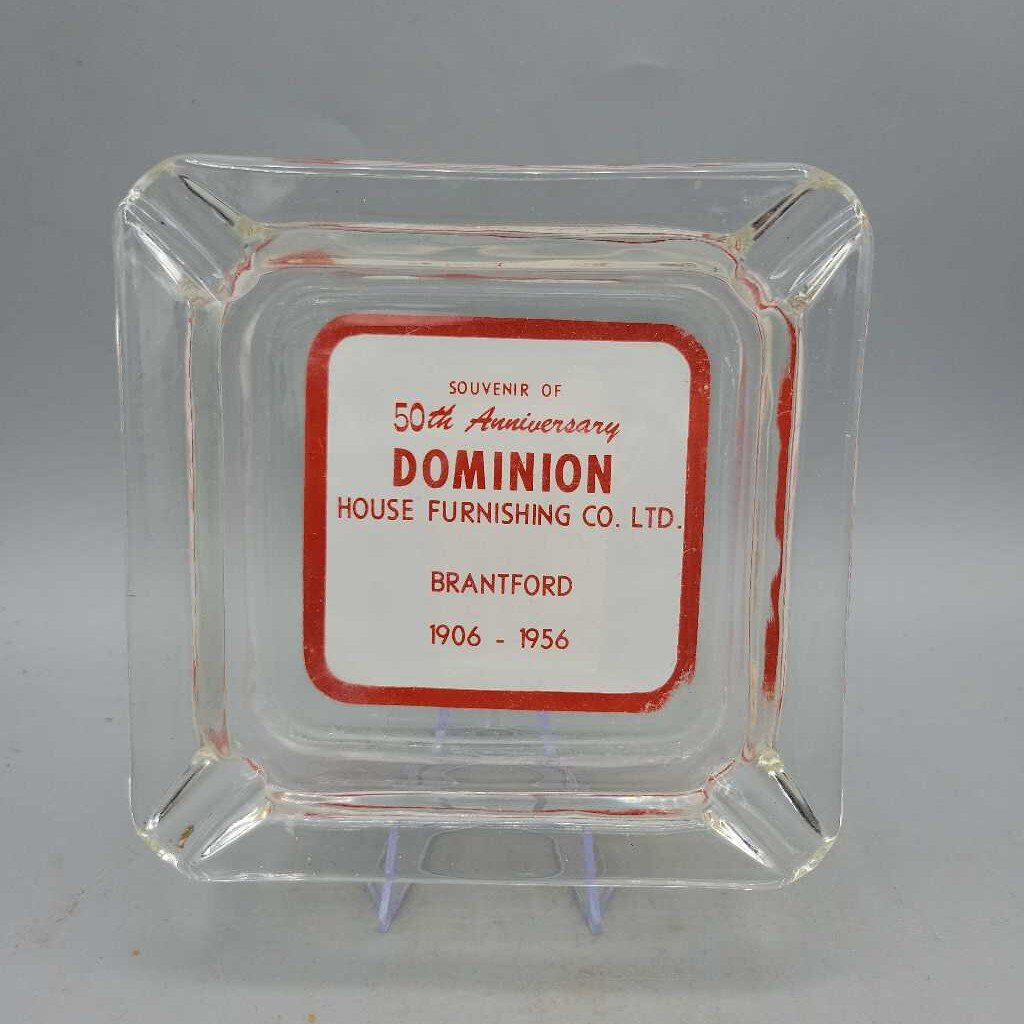 SOUVENIR OF
50th Anniversary
DOMINION
HOUSE FURNISHING CO. LTD.
BRANTFORD
1906 - 1956